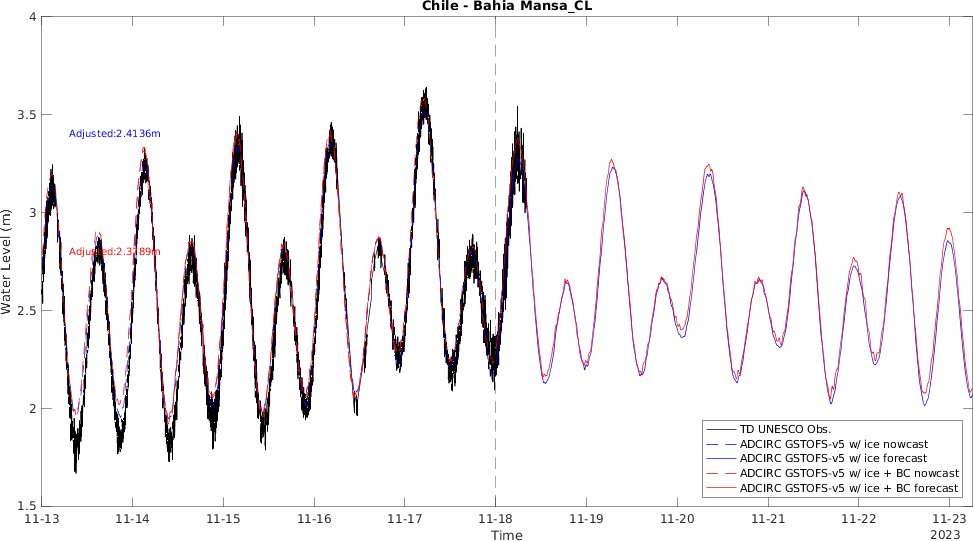 Chile - Bahia Mansa_CL
4
3.5
3
2.5
2
1.5
Water Level (m)
Adjusted:2.4136m
Adjusted:2.3789m
TD UNESCO Obs.
ADCIRC GSTOFS-v5 w/ ice nowcast
ADCIRC GSTOFS-v5 w/ ice forecast
ADCIRC GSTOFS-v5 w/ ice + BC nowcast
ADCIRC GSTOFS-v5 w/ ice + BC forecast
11-13 11-14 11-15 11-16 11-17 11-18 11-19 11-20 11-21 11-22 11-23
Time 2023